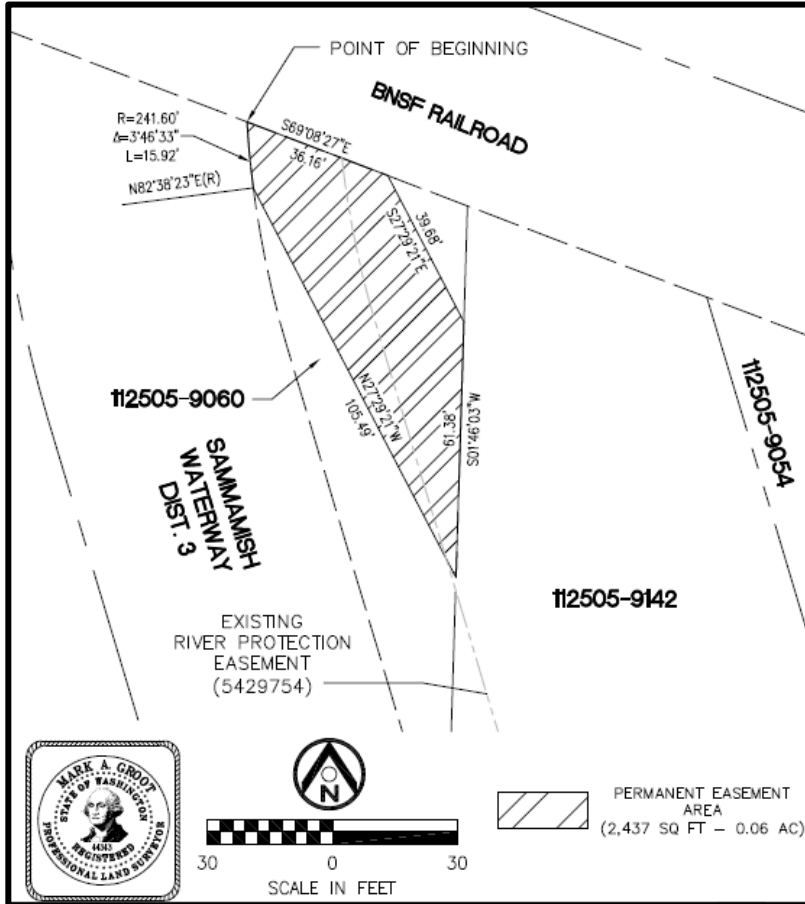 POINT OF BEGINNING
BNSF RAILROAD
R=241.60'
Δ=3°46'33"
L=15.92'
S69°08'27"E
36.16'
N82°38'23"E(R)
39.68'
S27°29'21"E
112505-9060
N27°29'21"W
105.49'
61.38'
S01°46'03"W
112505-9054
SAMMAMISH
WATERWAY
DIST. 3
112505-9142
EXISTING
RIVER PROTECTION
EASEMENT
(5429754)
MARK A. GROOT
STATE OF WASHINGTON
44343
REGISTERED
PROFESSIONAL LAND SURVEYOR
N
30 0 30
SCALE IN FEET
PERMANENT EASEMENT
AREA
(2,437 SQ FT – 0.06 AC)